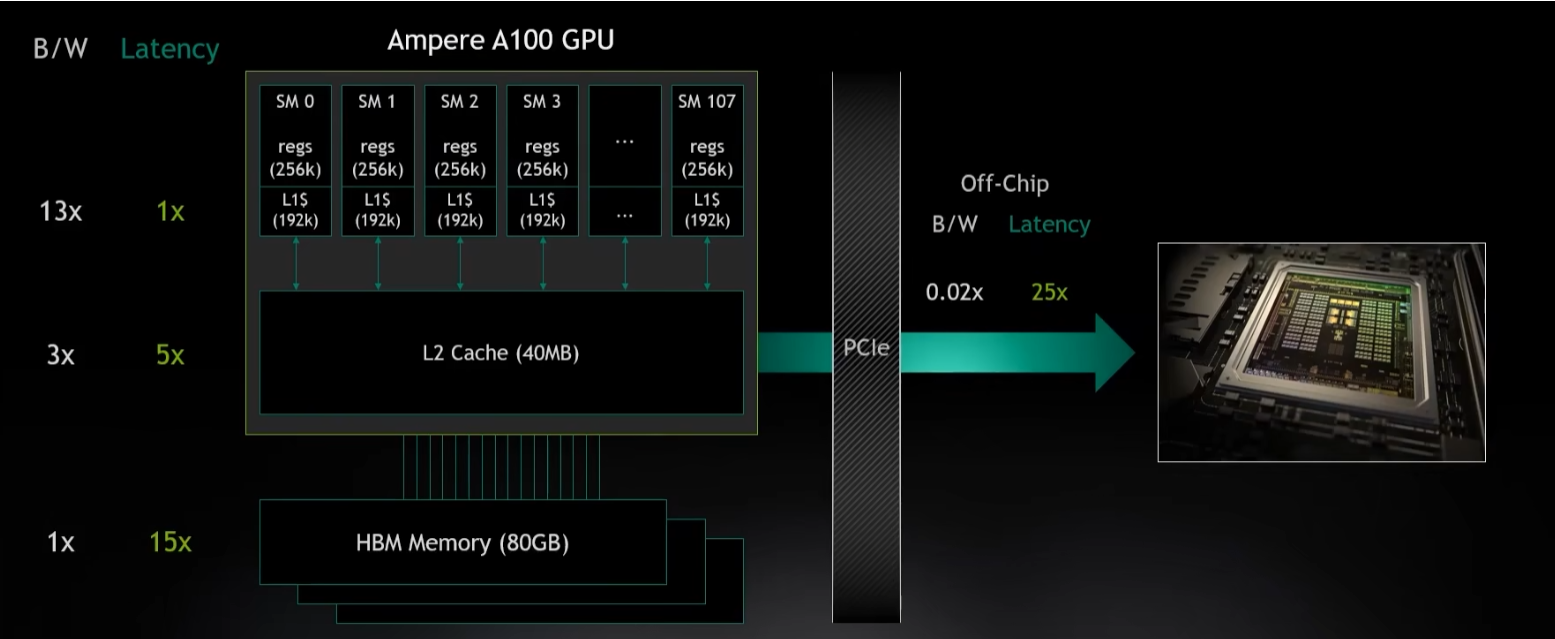 B/W Latency
Ampere A100 GPU
SM 0 SM 1 SM 2 SM 3 ... SM 107
regs regs regs regs regs
(256k) (256k) (256k) (256k) (256k)
L1$ L1$ L1$ L1$ ... L1$
(192k) (192k) (192k) (192k) (192k)
13x 1x
Off-Chip
B/W Latency
0.02x 25x
3x 5x
L2 Cache (40MB)
PCIe
1x 15x
HBM Memory (80GB)